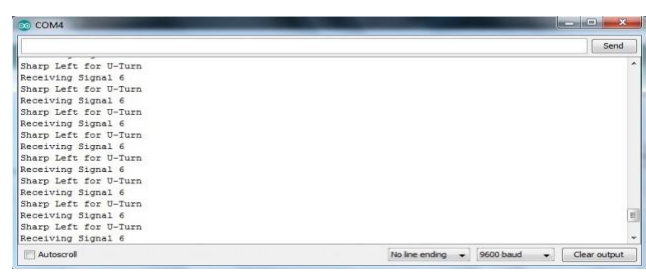 COM4
Send
Sharp Left for U-Turn
Receiving Signal 6
Sharp Left for U-Turn
Receiving Signal 6
Sharp Left for U-Turn
Receiving Signal 6
Sharp Left for U-Turn
Receiving Signal 6
Sharp Left for U-Turn
Receiving Signal 6
Sharp Left for U-Turn
Receiving Signal 6
Sharp Left for U-Turn
Receiving Signal 6
Sharp Left for U-Turn
Receiving Signal 6
Autoscroll No line ending 9600 baud Clear output